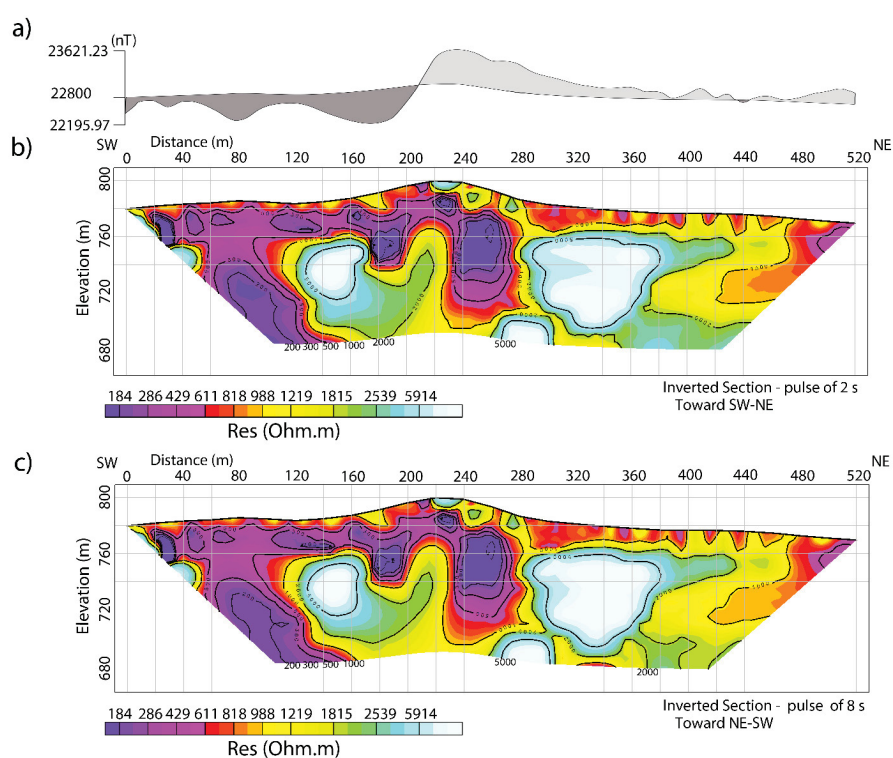 a)
(nT)
23621.23
22800
22195.97
b)
SW Distance (m) NE
0 40 80 120 160 200 240 280 320 360 400 440 480 520
800
760
720
680
Elevation (m)
200 300 500 1000 2000 5000
184 286 429 611 818 988 1219 1815 2539 5914
Res (Ohm.m)
Inverted Section - pulse of 2 s
Toward SW-NE
c)
SW Distance (m) NE
0 40 80 120 160 200 240 280 320 360 400 440 480 520
800
760
720
680
Elevation (m)
200 300 500 1000 5000 2000
184 286 429 611 818 988 1219 1815 2539 5914
Res (Ohm.m)
Inverted Section - pulse of 8 s
Toward NE-SW